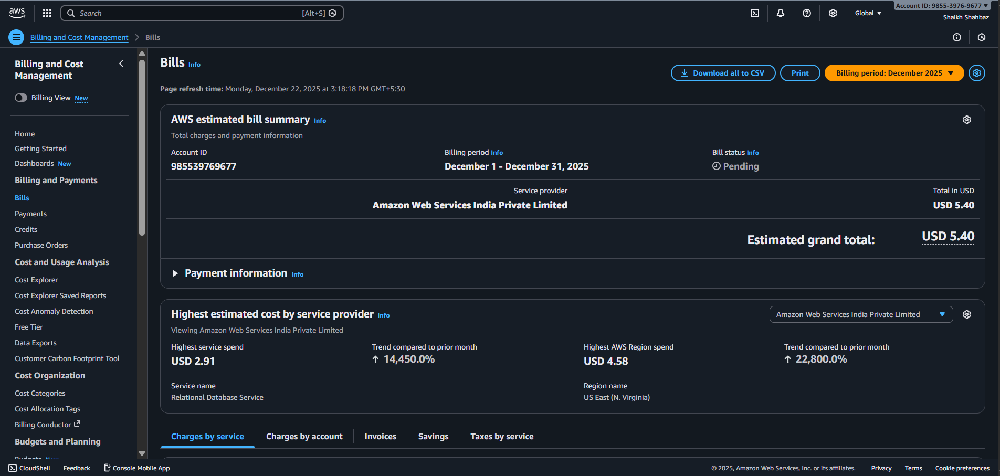 aws
Search
[Alt+S]
Global
Account ID: 9855-3976-9677
Shaikh Shahbaz
Billing and Cost Management
Bills
Billing and Cost
Management
Billing View New
Home
Getting Started
Dashboards New
Billing and Payments
Bills
Payments
Credits
Purchase Orders
Cost and Usage Analysis
Cost Explorer
Cost Explorer Saved Reports
Cost Anomaly Detection
Free Tier
Data Exports
Customer Carbon Footprint Tool
Cost Organization
Cost Categories
Cost Allocation Tags
Billing Conductor
Budgets and Planning
Budgets New
Bills Info
Download all to CSV
Print
Billing period: December 2025
Page refresh time: Monday, December 22, 2025 at 3:18:18 PM GMT+5:30
AWS estimated bill summary Info
Total charges and payment information
Account ID
985539769677
Billing period Info
December 1 - December 31, 2025
Bill status Info
Pending
Service provider
Amazon Web Services India Private Limited
Total in USD
USD 5.40
Estimated grand total:
USD 5.40
Payment information Info
Highest estimated cost by service provider Info
Amazon Web Services India Private Limited
Viewing Amazon Web Services India Private Limited
Highest service spend
USD 2.91
Trend compared to prior month
14,450.0%
Service name
Relational Database Service
Highest AWS Region spend
USD 4.58
Trend compared to prior month
22,800.0%
Region name
US East (N. Virginia)
Charges by service
Charges by account
Invoices
Savings
Taxes by service
CloudShell
Feedback
Console Mobile App
© 2025, Amazon Web Services, Inc. or its affiliates.
Privacy
Terms
Cookie preferences